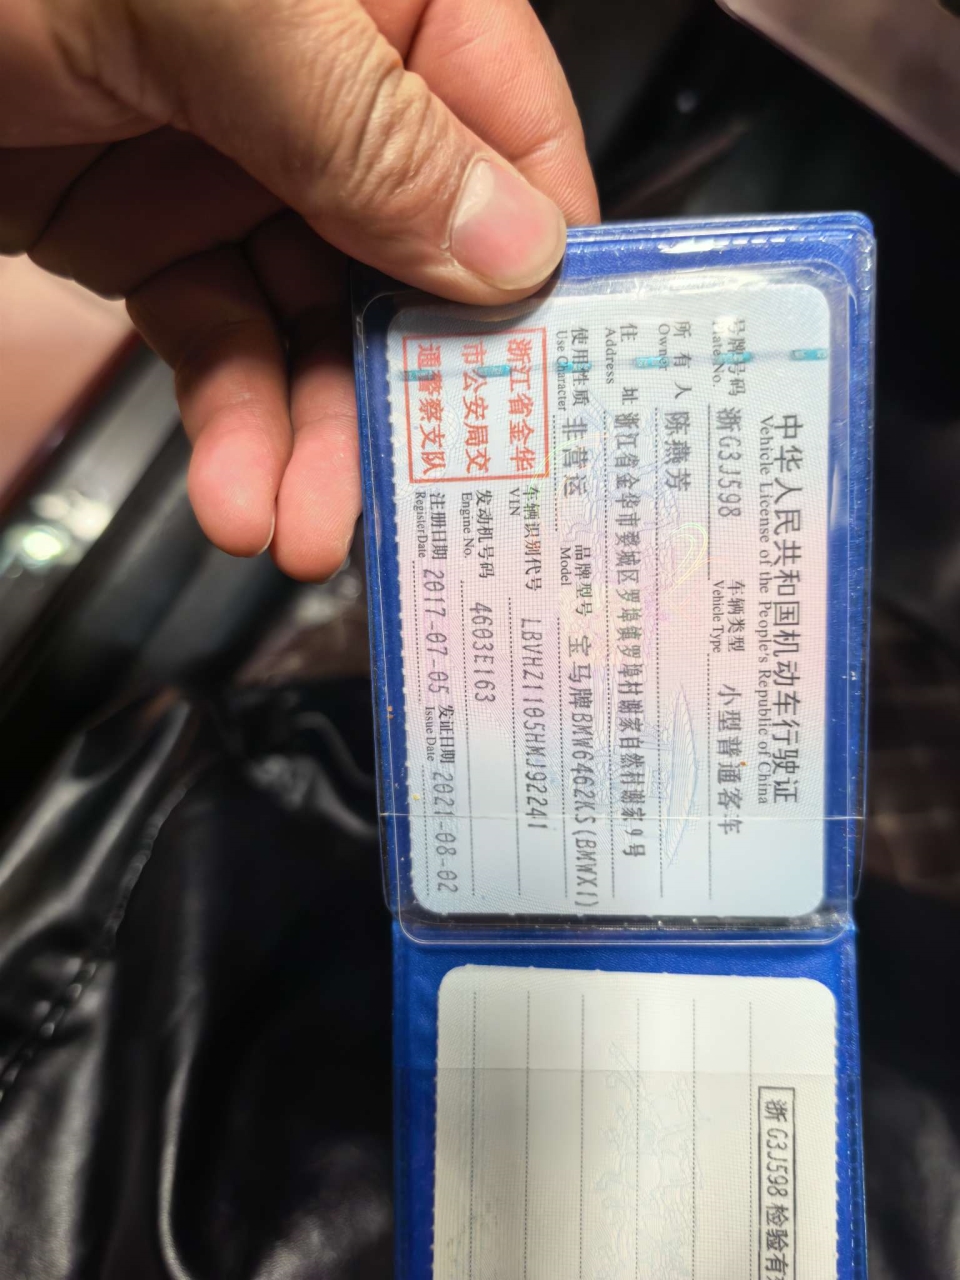 中华人民共和国机动车行驶证
Vehicle License of the People's Republic of China
号牌号码 浙G3J598 车辆类型 小型普通客车
Plate No. Vehicle Type
所有人 陈燕芳
Owner
住址 浙江省金华市婺城区罗埠镇罗埠村谢家自然村谢家9号
Address
使用性质 非营运 品牌型号 宝马牌BMW6462KS(BMWX1)
Use Character Model
浙江省金华
市公安局交
通警察支队
车辆识别代号 LBVHZ1105HMJ92241
VIN
发动机号码 4603E163
Engine No.
注册日期 2017-07-05 发证日期 2021-08-02
Register Date Issue Date
浙G3J598 检验有